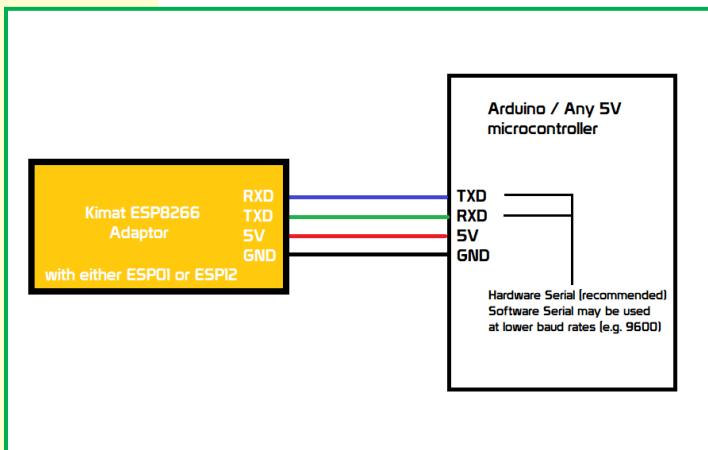 Arduino / Any 5V
microcontroller
Kimat ESP8266
Adaptor
with either ESP01 or ESP12
RXD
TXD
5V
GND
TXD
RXD
5V
GND
Hardware Serial (recommended)
Software Serial may be used
at lower baud rates (e.g. 9600)